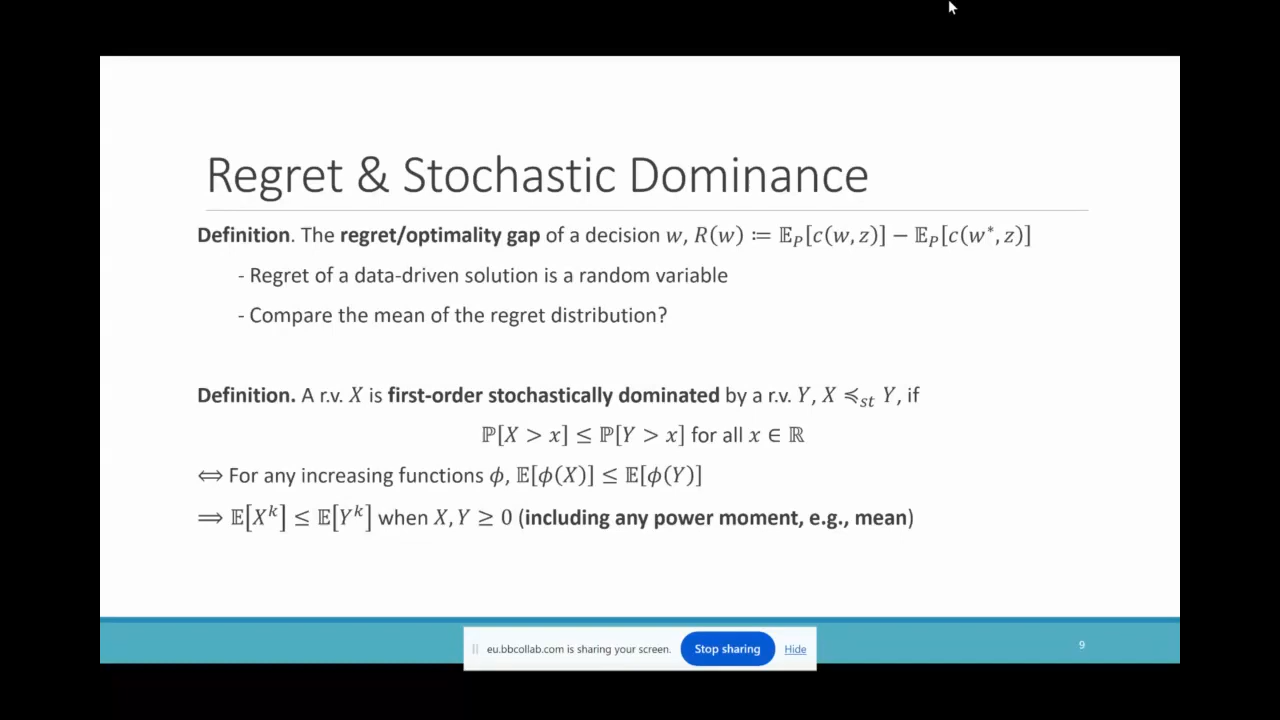 Regret & Stochastic Dominance
Definition. The regret/optimality gap of a decision w, R(w) ≔ 𝔼_P[c(w, z)] − 𝔼_P[c(w*, z)]
- Regret of a data-driven solution is a random variable
- Compare the mean of the regret distribution?
Definition. A r.v. X is first-order stochastically dominated by a r.v. Y, X ≼_st Y, if
ℙ[X > x] ≤ ℙ[Y > x] for all x ∈ ℝ
⟺ For any increasing functions ϕ, 𝔼[ϕ(X)] ≤ 𝔼[ϕ(Y)]
⟹ 𝔼[X^k] ≤ 𝔼[Y^k] when X, Y ≥ 0 (including any power moment, e.g., mean)
eu.bbcollab.com is sharing your screen. Stop sharing Hide
9